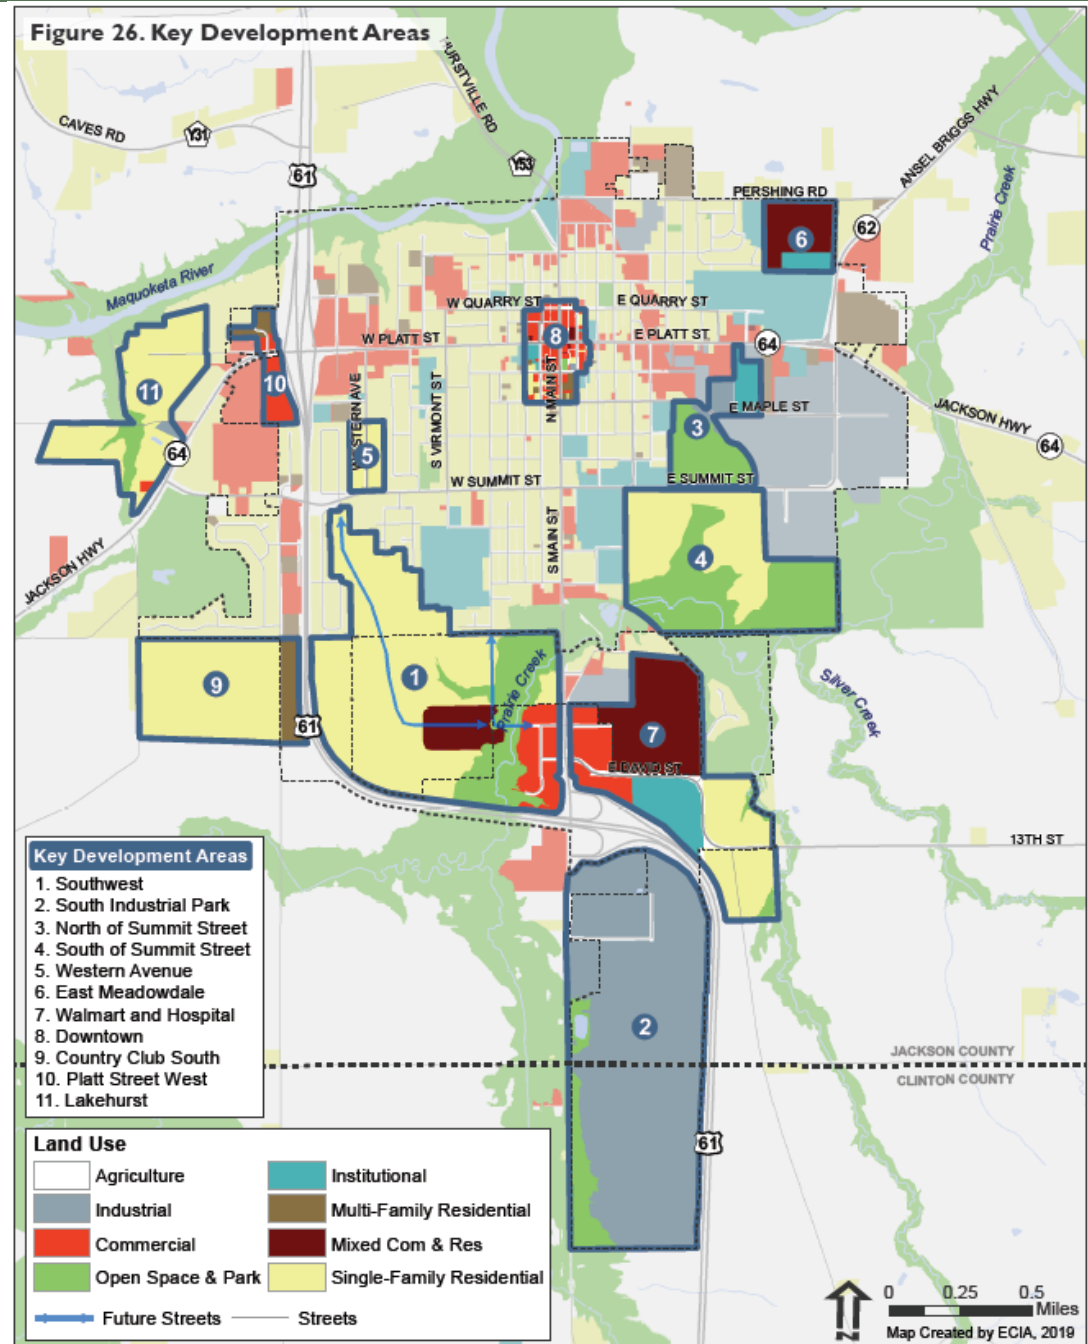 Figure 26. Key Development Areas
HURSTVILLE RD
CAVES RD
Y31
61
Y53
ANSEL BRIGGS HWY
PERSHING RD
Prairie Creek
62
6
Maquoketa River
W QUARRY ST
E QUARRY ST
W PLATT ST
8
E PLATT ST
64
10
11
WESTERN AVE
S VIRMONT ST
N MAIN ST
E MAPLE ST
JACKSON HWY
3
64
5
64
W SUMMIT ST
E SUMMIT ST
S MAIN ST
4
JACKSON HWY
9
1
Prairie Creek
Silver Creek
61
7
E DAVID ST
13TH ST
Key Development Areas
1. Southwest
2. South Industrial Park
3. North of Summit Street
4. South of Summit Street
5. Western Avenue
6. East Meadowdale
7. Walmart and Hospital
8. Downtown
9. Country Club South
10. Platt Street West
11. Lakehurst
2
JACKSON COUNTY
CLINTON COUNTY
61
Land Use
Agriculture
Institutional
Industrial
Multi-Family Residential
Commercial
Mixed Com & Res
Open Space & Park
Single-Family Residential
Future Streets
Streets
N
0 0.25 0.5
Miles
Map Created by ECIA, 2019